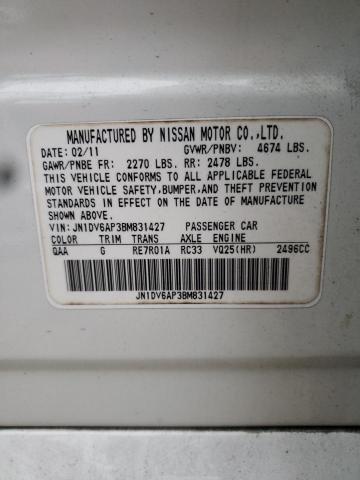 MANUFACTURED BY NISSAN MOTOR CO.,LTD.
DATE: 02/11 GVWR/PNBV: 4674 LBS.
GAWR/PNBE FR: 2270 LBS. RR: 2478 LBS.
THIS VEHICLE CONFORMS TO ALL APPLICABLE FEDERAL
MOTOR VEHICLE SAFETY,BUMPER,AND THEFT PREVENTION
STANDARDS IN EFFECT ON THE DATE OF MANUFACTURE
SHOWN ABOVE.
VIN: JN1DV6AP3BM831427 PASSENGER CAR
COLOR TRIM TRANS AXLE ENGINE
QAA G RE7R01A RC33 VQ25(HR) 2496CC
JN1DV6AP3BM831427